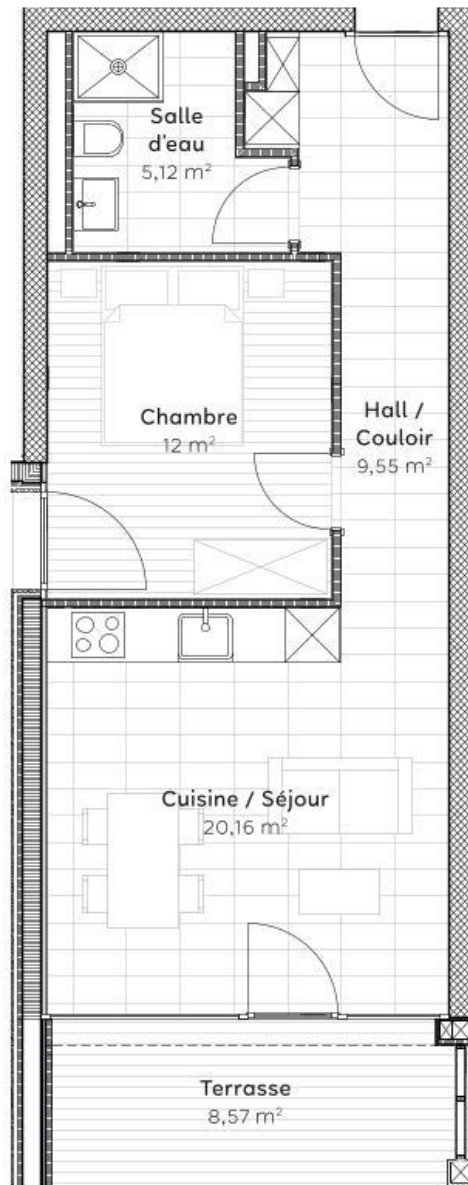 Salle
d'eau
5,12 m²
Chambre
12 m²
Hall /
Couloir
9,55 m²
Cuisine / Séjour
20,16 m²
Terrasse
8,57 m²